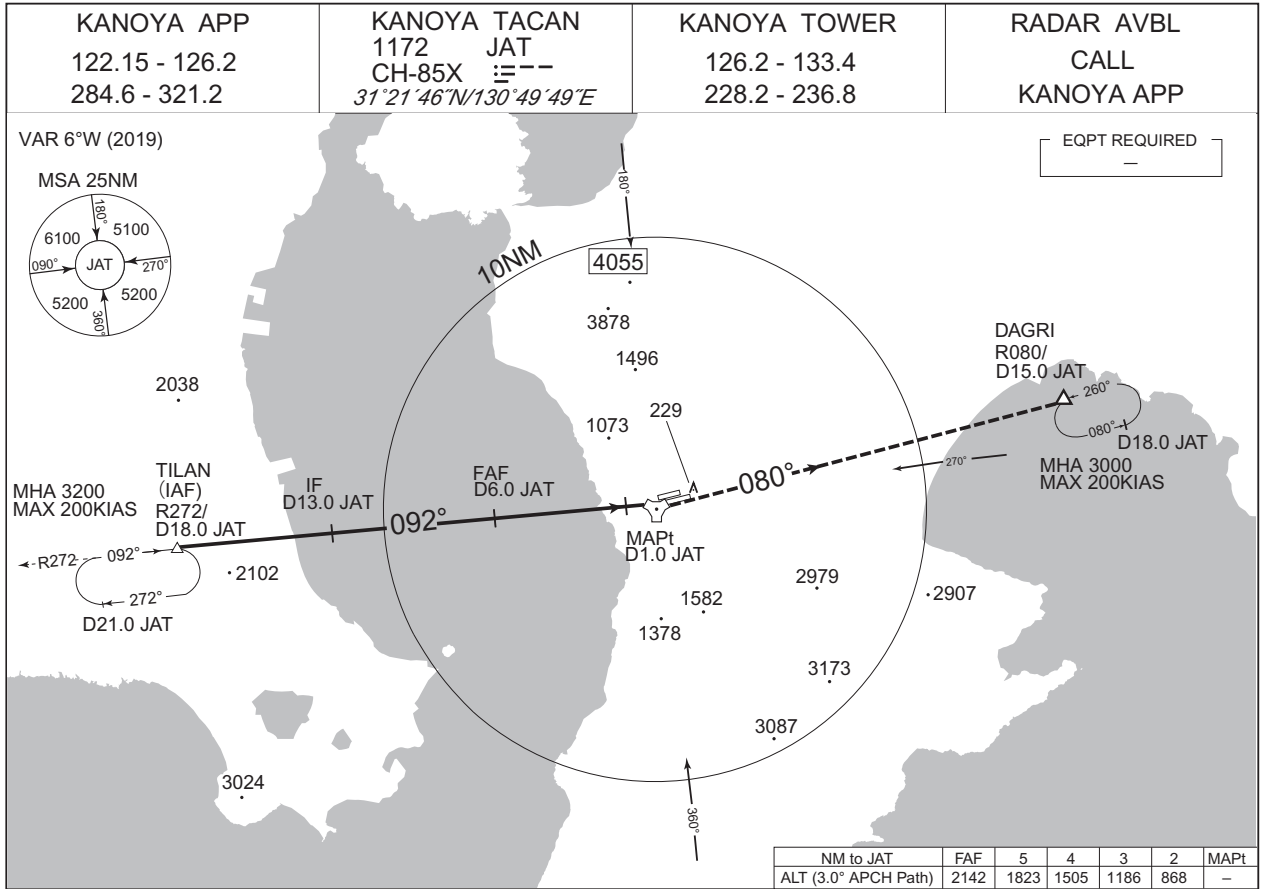 KANOYA APP
122.15 - 126.2
284.6 - 321.2
KANOYA TACAN
1172 JAT
CH-85X
31°21´46˝N/130°49´49˝E
KANOYA TOWER
126.2 - 133.4
228.2 - 236.8
RADAR AVBL
CALL
KANOYA APP
VAR 6°W (2019)
EQPT REQUIRED
–
MSA 25NM
180°
6100
5100
090°
JAT
270°
5200
5200
360°
180°
10NM
4055
3878
1496
2038
229
1073
DAGRI
R080/
D15.0 JAT
260°
080°
D18.0 JAT
MHA 3000
MAX 200KIAS
270°
080°
A
TILAN
(IAF)
R272/
D18.0 JAT
IF
D13.0 JAT
FAF
D6.0 JAT
092°
MHA 3200
MAX 200KIAS
R272
092°
272°
D21.0 JAT
2102
MAPt
D1.0 JAT
2979
2907
1582
1378
3173
3087
3024
360°
NM to JAT FAF 5 4 3 2 MAPt
ALT (3.0° APCH Path) 2142 1823 1505 1186 868 –